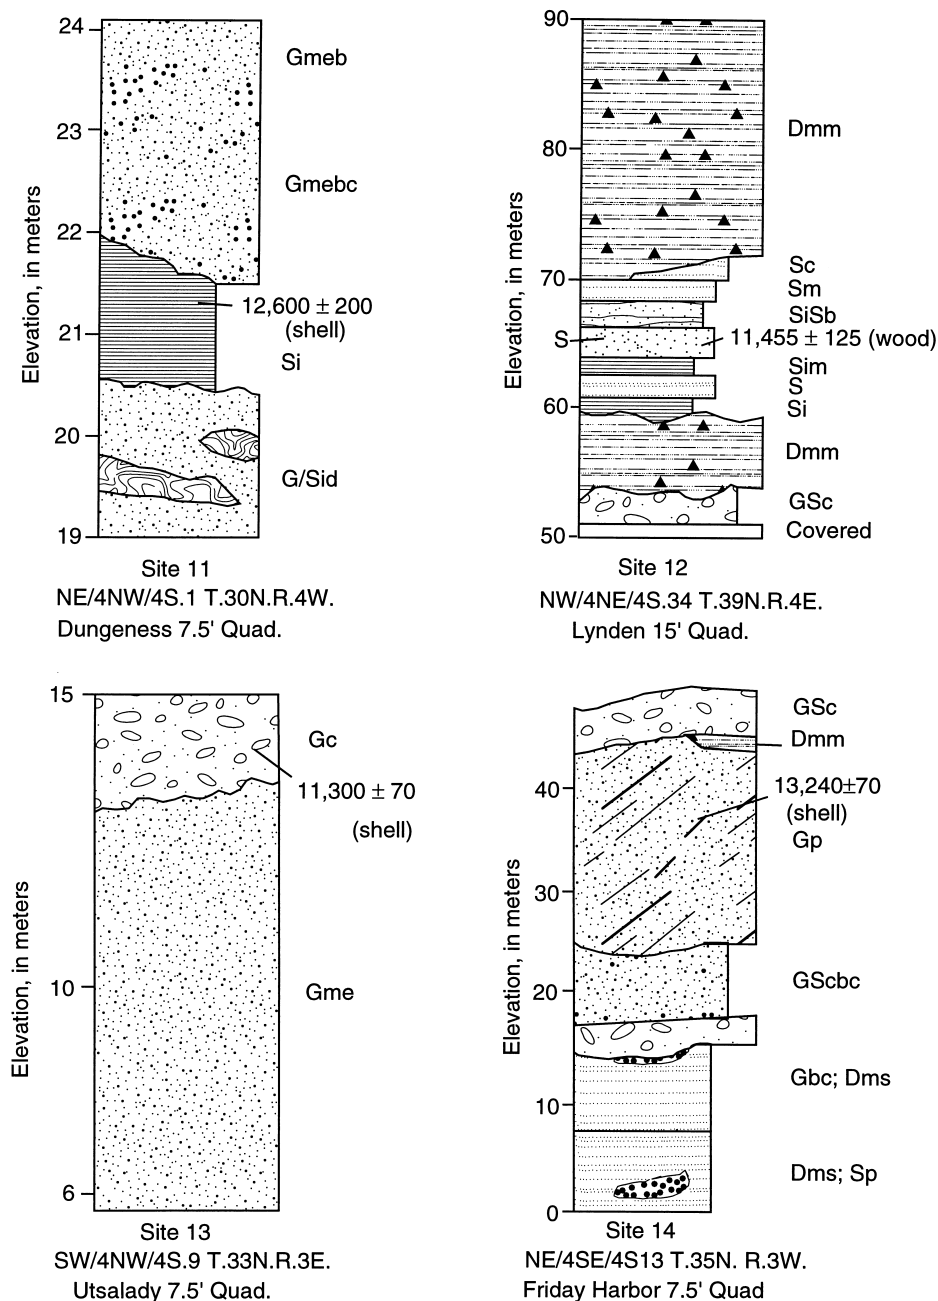 24
23
22
21
20
19
Elevation, in meters
Gmeb
Gmebc
12,600 ± 200
(shell)
Si
G/Sid
Site 11
NE/4NW/4S.1 T.30N.R.4W.
Dungeness 7.5' Quad.
90
80
70
60
50
Elevation, in meters
Dmm
Sc
Sm
SiSb
S
11,455 ± 125 (wood)
Sim
S
Si
Dmm
GSc
Covered
Site 12
NW/4NE/4S.34 T.39N.R.4E.
Lynden 15' Quad.
15
10
6
Elevation, in meters
Gc
11,300 ± 70
(shell)
Gme
Site 13
SW/4NW/4S.9 T.33N.R.3E.
Utsalady 7.5' Quad.
40
30
20
10
0
Elevation, in meters
GSc
Dmm
13,240±70
(shell)
Gp
GScbc
Gbc; Dms
Dms; Sp
Site 14
NE/4SE/4S13 T.35N. R.3W.
Friday Harbor 7.5' Quad